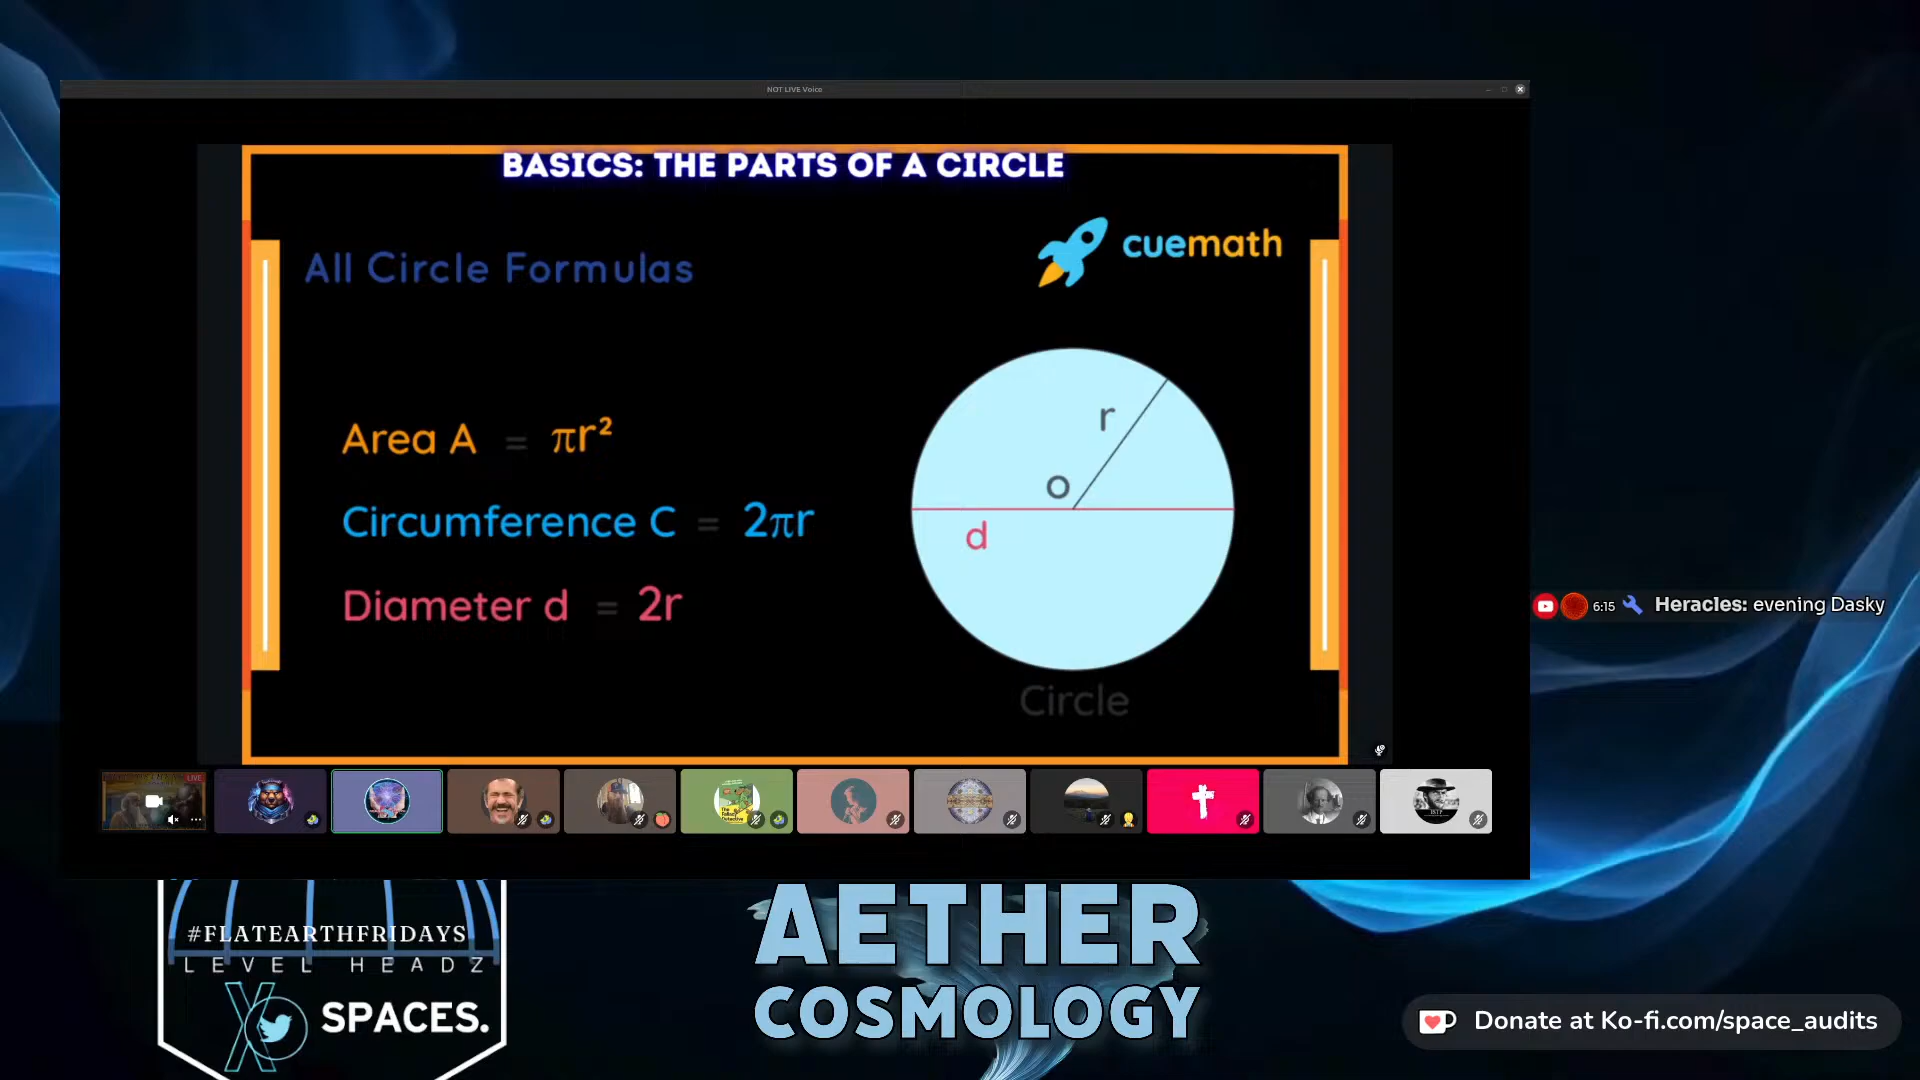 NOT LIVE Voice
BASICS: THE PARTS OF A CIRCLE
All Circle Formulas
cuemath
Area A = πr²
Circumference C = 2πr
Diameter d = 2r
r
O
d
Circle
LIVE
6:15 Heracles: evening Dasky
#FLATEARTHFRIDAYS
LEVEL HEADZ
X SPACES.
AETHER
COSMOLOGY
Donate at Ko-fi.com/space_audits